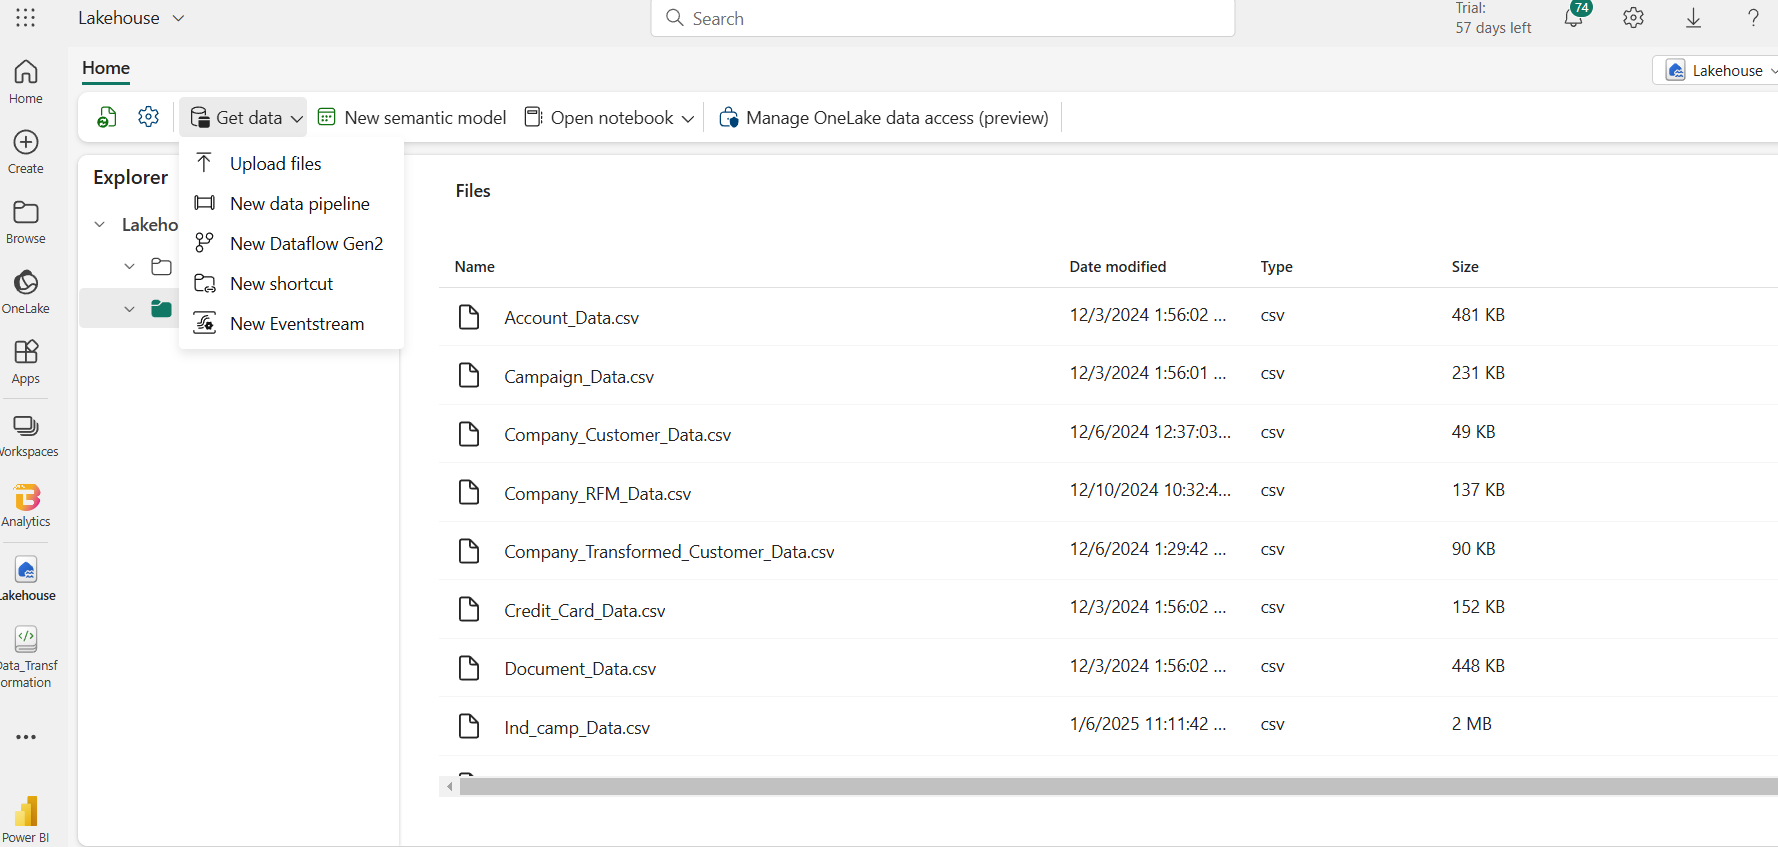 Lakehouse
Search
Trial:
57 days left
74
?
Home
Lakehouse
Get data
New semantic model
Open notebook
Manage OneLake data access (preview)
Home
Create
Browse
OneLake
Apps
Workspaces
Analytics
Lakehouse
Data_Transf
ormation
Power BI
Explorer
Lakeho
Upload files
New data pipeline
New Dataflow Gen2
New shortcut
New Eventstream
Files
Name Date modified Type Size
Account_Data.csv 12/3/2024 1:56:02 ... csv 481 KB
Campaign_Data.csv 12/3/2024 1:56:01 ... csv 231 KB
Company_Customer_Data.csv 12/6/2024 12:37:03... csv 49 KB
Company_RFM_Data.csv 12/10/2024 10:32:4... csv 137 KB
Company_Transformed_Customer_Data.csv 12/6/2024 1:29:42 ... csv 90 KB
Credit_Card_Data.csv 12/3/2024 1:56:02 ... csv 152 KB
Document_Data.csv 12/3/2024 1:56:02 ... csv 448 KB
Ind_camp_Data.csv 1/6/2025 11:11:42 ... csv 2 MB